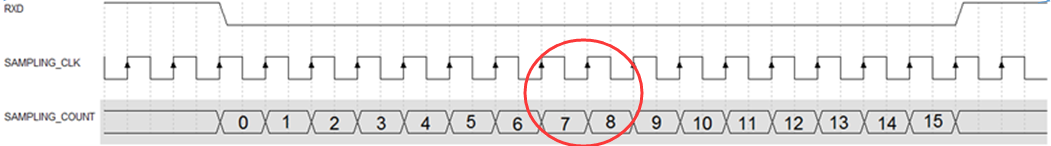 RXD
SAMPLING_CLK
SAMPLING_COUNT 0 1 2 3 4 5 6 7 8 9 10 11 12 13 14 15